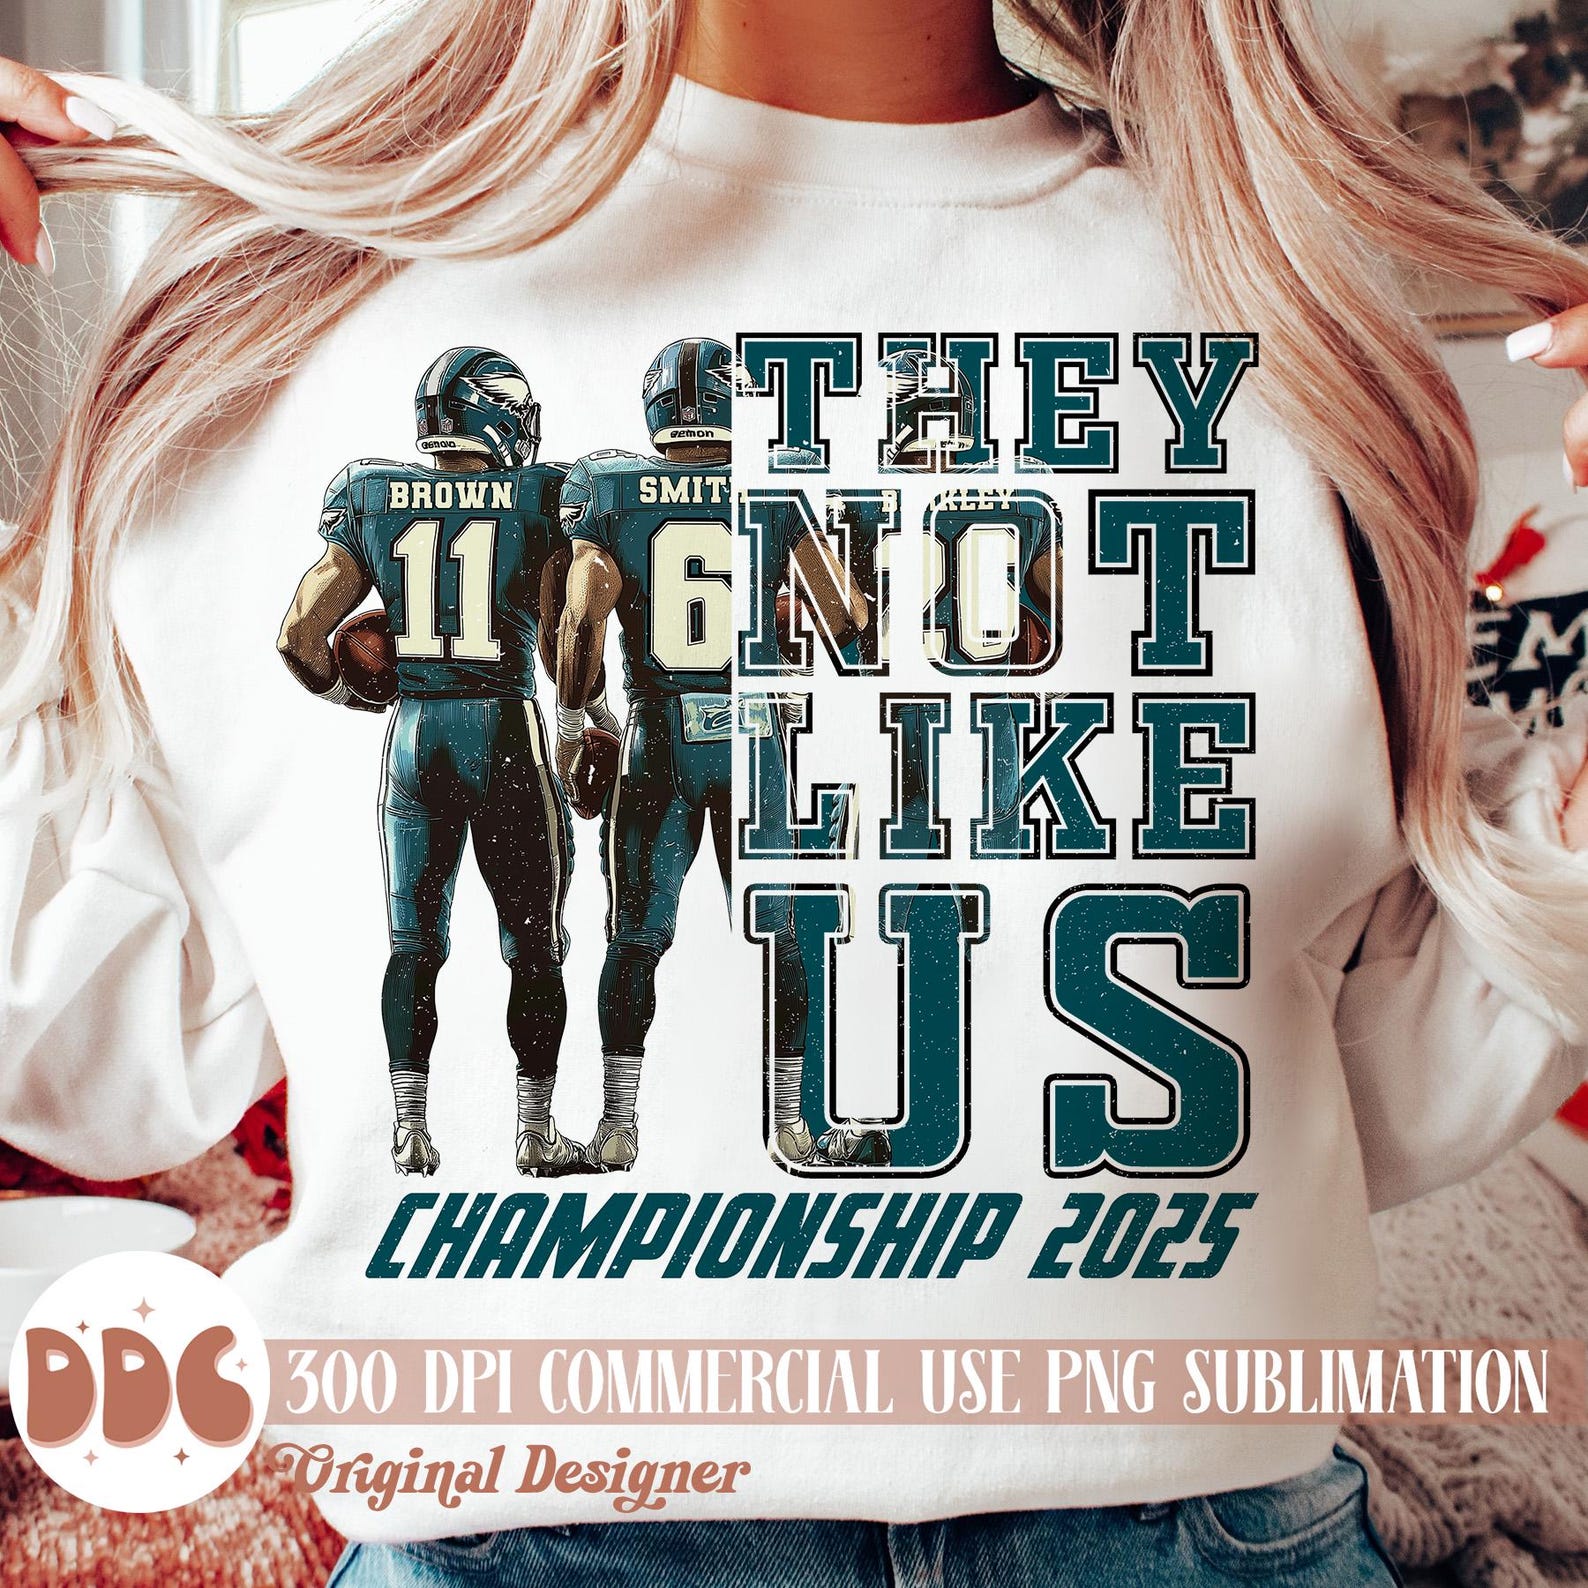 THEY
BROWN
SMITH
11
6
20
NOT
LIKE
US
CHAMPIONSHIP 2025
DDC
300 DPI COMMERCIAL USE PNG SUBLIMATION
Original Designer